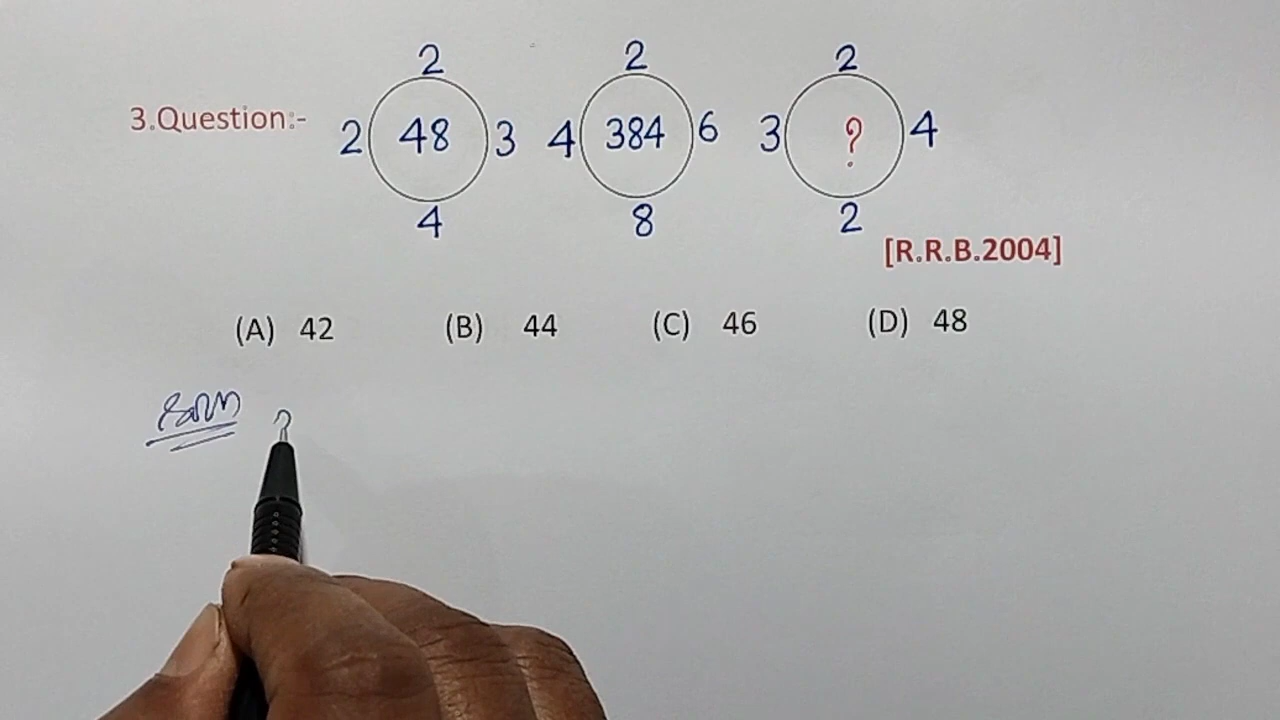 2 2 2
3.Question:- 2 48 3 4 384 6 3 ? 4
4 8 2
[R.R.B.2004]
(A) 42 (B) 44 (C) 46 (D) 48